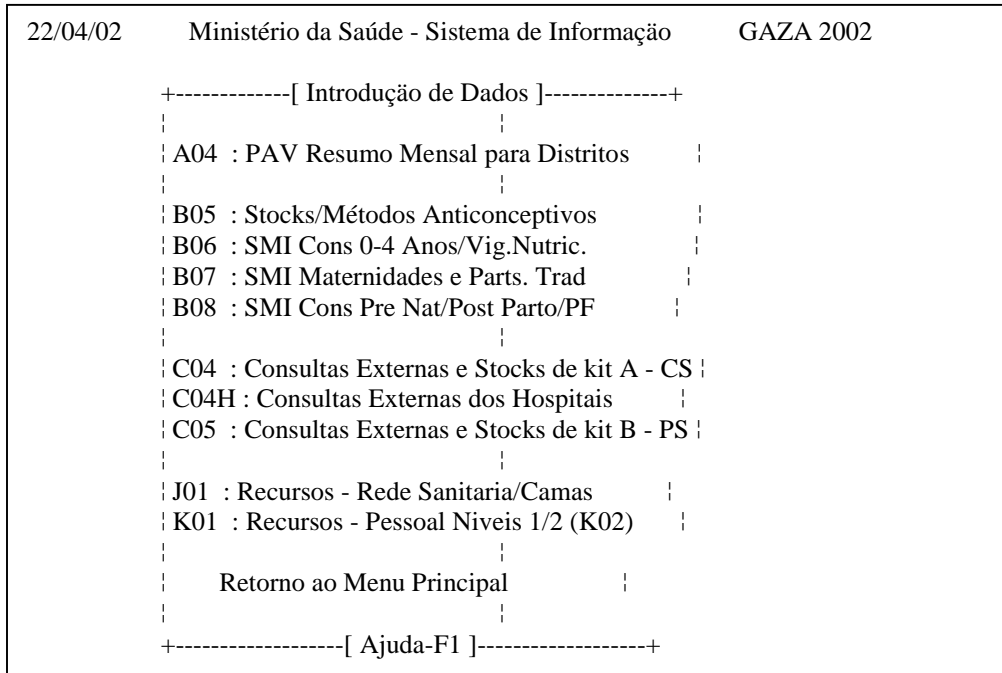 22/04/02 Ministério da Saúde - Sistema de Informaçäo GAZA 2002
+-------------[ Introduçäo de Dados ]--------------+
¦ ¦
¦ A04 : PAV Resumo Mensal para Distritos ¦
¦ ¦
¦ B05 : Stocks/Métodos Anticonceptivos ¦
¦ B06 : SMI Cons 0-4 Anos/Vig.Nutric. ¦
¦ B07 : SMI Maternidades e Parts. Trad ¦
¦ B08 : SMI Cons Pre Nat/Post Parto/PF ¦
¦ ¦
¦ C04 : Consultas Externas e Stocks de kit A - CS ¦
¦ C04H : Consultas Externas dos Hospitais ¦
¦ C05 : Consultas Externas e Stocks de kit B - PS ¦
¦ ¦
¦ J01 : Recursos - Rede Sanitaria/Camas ¦
¦ K01 : Recursos - Pessoal Niveis 1/2 (K02) ¦
¦ ¦
¦ Retorno ao Menu Principal ¦
¦ ¦
+-------------------[ Ajuda-F1 ]-------------------+